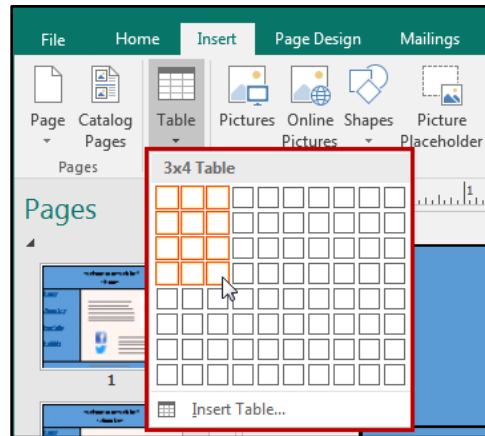 File Home Insert Page Design Mailings
Page Catalog Pages Table Pictures Online Pictures Shapes Picture Placeholder
Pages
3x4 Table
1
Pages
1
Insert Table...